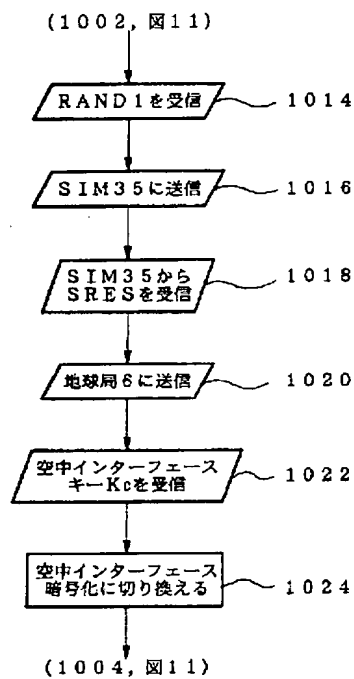 (1002,図11)
RAND1を受信
1014
SIM35に送信
1016
SIM35から
SRESを受信
1018
地球局6に送信
1020
空中インターフェース
キーKcを受信
1022
空中インターフェース
暗号化に切り換える
1024
(1004,図11)